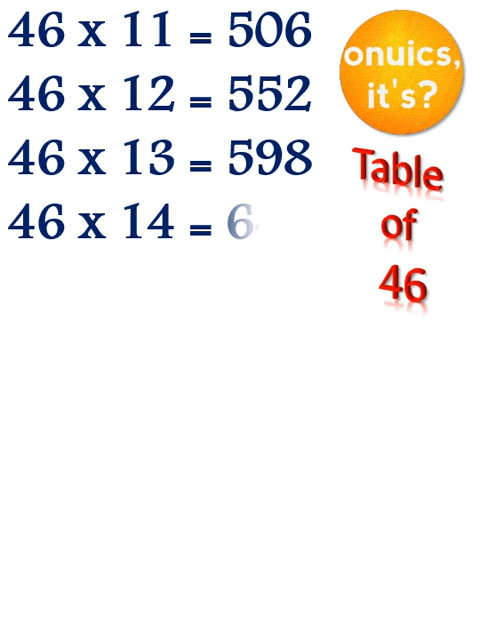 46 x 11 = 506
46 x 12 = 552
46 x 13 = 598
46 x 14 = 6
onuics,
it's?
Table
of
46